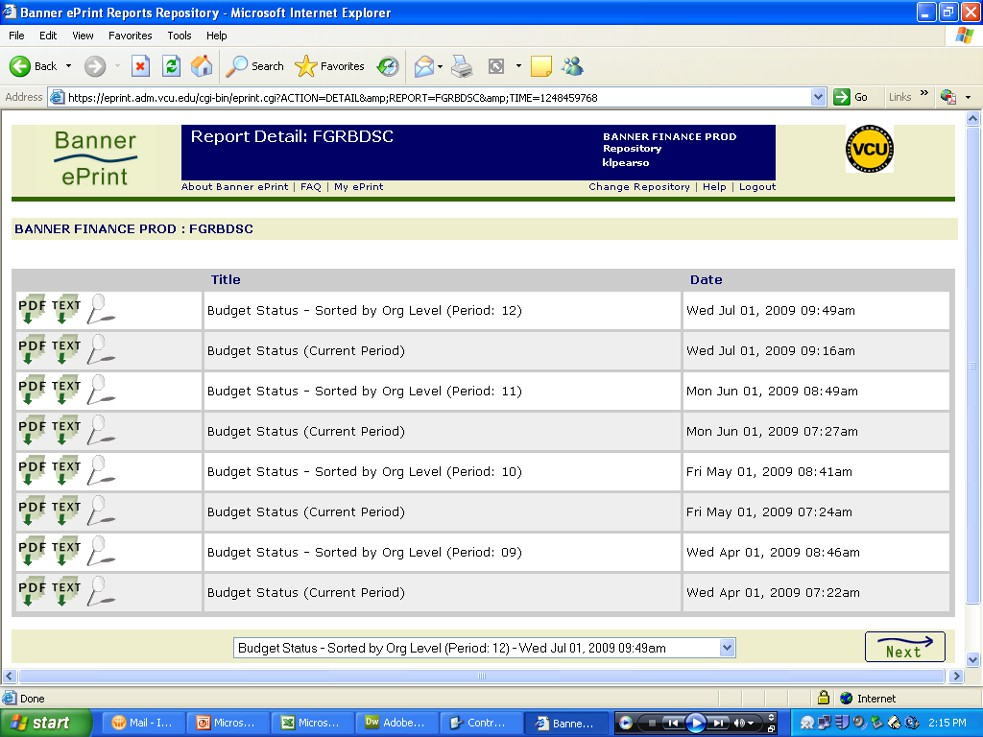 Banner ePrint Reports Repository - Microsoft Internet Explorer
File Edit View Favorites Tools Help
Back Search Favorites
Address https://eprint.adm.vcu.edu/cgi-bin/eprint.cgi?ACTION=DETAIL&amp;REPORT=FGRBDSC&amp;TIME=1248459768 Go Links »
Banner
ePrint
Report Detail: FGRBDSC
BANNER FINANCE PROD
Repository
klpearso
VCU
About Banner ePrint | FAQ | My ePrint
Change Repository | Help | Logout
BANNER FINANCE PROD : FGRBDSC
Title Date
PDF TEXT Budget Status - Sorted by Org Level (Period: 12) Wed Jul 01, 2009 09:49am
PDF TEXT Budget Status (Current Period) Wed Jul 01, 2009 09:16am
PDF TEXT Budget Status - Sorted by Org Level (Period: 11) Mon Jun 01, 2009 08:49am
PDF TEXT Budget Status (Current Period) Mon Jun 01, 2009 07:27am
PDF TEXT Budget Status - Sorted by Org Level (Period: 10) Fri May 01, 2009 08:41am
PDF TEXT Budget Status (Current Period) Fri May 01, 2009 07:24am
PDF TEXT Budget Status - Sorted by Org Level (Period: 09) Wed Apr 01, 2009 08:46am
PDF TEXT Budget Status (Current Period) Wed Apr 01, 2009 07:22am
Budget Status - Sorted by Org Level (Period: 12) - Wed Jul 01, 2009 09:49am
Next
Done Internet
start Mail - I... Micros... Micros... Dw Adobe... Contr... Banne... 2:15 PM